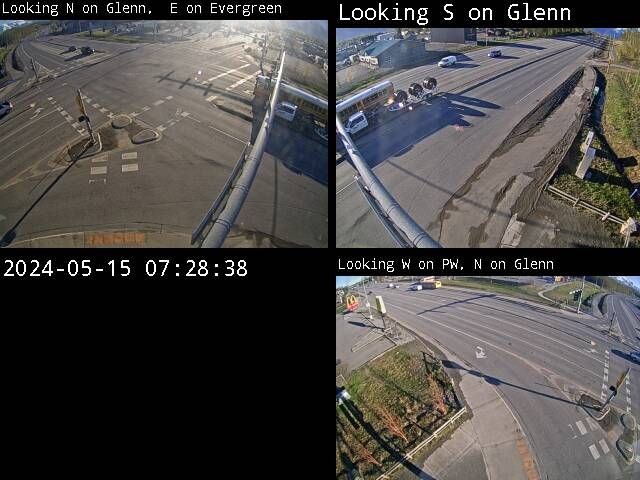 Looking N on Glenn,  E on Evergreen
Looking S on Glenn
2024-05-15 07:28:38
Looking W on PW, N on Glenn